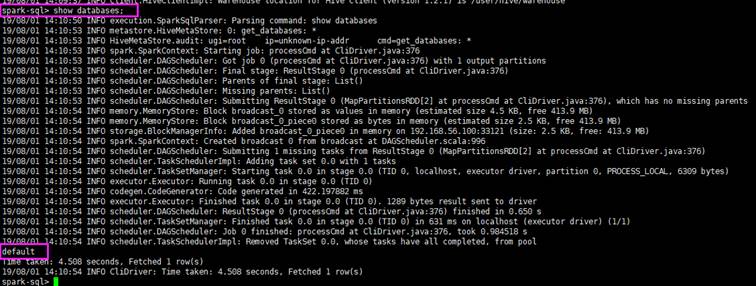 19/08/01 14:09:37 INFO client.HiveClientImpl: Warehouse location for Hive client (version 1.2.1) is /user/hive/warehouse
spark-sql> show databases;
19/08/01 14:10:50 INFO execution.SparkSqlParser: Parsing command: show databases
19/08/01 14:10:53 INFO metastore.HiveMetaStore: 0: get_databases: *
19/08/01 14:10:53 INFO HiveMetaStore.audit: ugi=root ip=unknown-ip-addr cmd=get_databases: *
19/08/01 14:10:53 INFO spark.SparkContext: Starting job: processCmd at CliDriver.java:376
19/08/01 14:10:53 INFO scheduler.DAGScheduler: Got job 0 (processCmd at CliDriver.java:376) with 1 output partitions
19/08/01 14:10:53 INFO scheduler.DAGScheduler: Final stage: ResultStage 0 (processCmd at CliDriver.java:376)
19/08/01 14:10:53 INFO scheduler.DAGScheduler: Parents of final stage: List()
19/08/01 14:10:53 INFO scheduler.DAGScheduler: Missing parents: List()
19/08/01 14:10:53 INFO scheduler.DAGScheduler: Submitting ResultStage 0 (MapPartitionsRDD[2] at processCmd at CliDriver.java:376), which has no missing parents
19/08/01 14:10:54 INFO memory.MemoryStore: Block broadcast_0 stored as values in memory (estimated size 4.5 KB, free 413.9 MB)
19/08/01 14:10:54 INFO memory.MemoryStore: Block broadcast_0_piece0 stored as bytes in memory (estimated size 2.5 KB, free 413.9 MB)
19/08/01 14:10:54 INFO storage.BlockManagerInfo: Added broadcast_0_piece0 in memory on 192.168.56.100:33121 (size: 2.5 KB, free: 413.9 MB)
19/08/01 14:10:54 INFO spark.SparkContext: Created broadcast 0 from broadcast at DAGScheduler.scala:996
19/08/01 14:10:54 INFO scheduler.DAGScheduler: Submitting 1 missing tasks from ResultStage 0 (MapPartitionsRDD[2] at processCmd at CliDriver.java:376)
19/08/01 14:10:54 INFO scheduler.TaskSchedulerImpl: Adding task set 0.0 with 1 tasks
19/08/01 14:10:54 INFO scheduler.TaskSetManager: Starting task 0.0 in stage 0.0 (TID 0, localhost, executor driver, partition 0, PROCESS_LOCAL, 6309 bytes)
19/08/01 14:10:54 INFO executor.Executor: Running task 0.0 in stage 0.0 (TID 0)
19/08/01 14:10:54 INFO codegen.CodeGenerator: Code generated in 422.197882 ms
19/08/01 14:10:54 INFO executor.Executor: Finished task 0.0 in stage 0.0 (TID 0). 1289 bytes result sent to driver
19/08/01 14:10:54 INFO scheduler.DAGScheduler: ResultStage 0 (processCmd at CliDriver.java:376) finished in 0.650 s
19/08/01 14:10:54 INFO scheduler.TaskSetManager: Finished task 0.0 in stage 0.0 (TID 0) in 631 ms on localhost (executor driver) (1/1)
19/08/01 14:10:54 INFO scheduler.DAGScheduler: Job 0 finished: processCmd at CliDriver.java:376, took 0.984518 s
19/08/01 14:10:54 INFO scheduler.TaskSchedulerImpl: Removed TaskSet 0.0, whose tasks have all completed, from pool
default
Time taken: 4.508 seconds, Fetched 1 row(s)
19/08/01 14:10:54 INFO CliDriver: Time taken: 4.508 seconds, Fetched 1 row(s)
spark-sql>